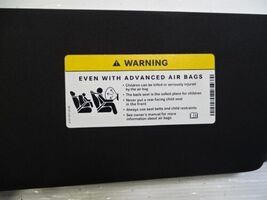 WARNING
EVEN WITH ADVANCED AIR BAGS
• Children can be killed or seriously injured
by the air bag
• The back seat is the safest place for children
• Never put a rear-facing child seat
in the front
• Always use seat belts and child restraints
• See owner's manual for more
information about air bags